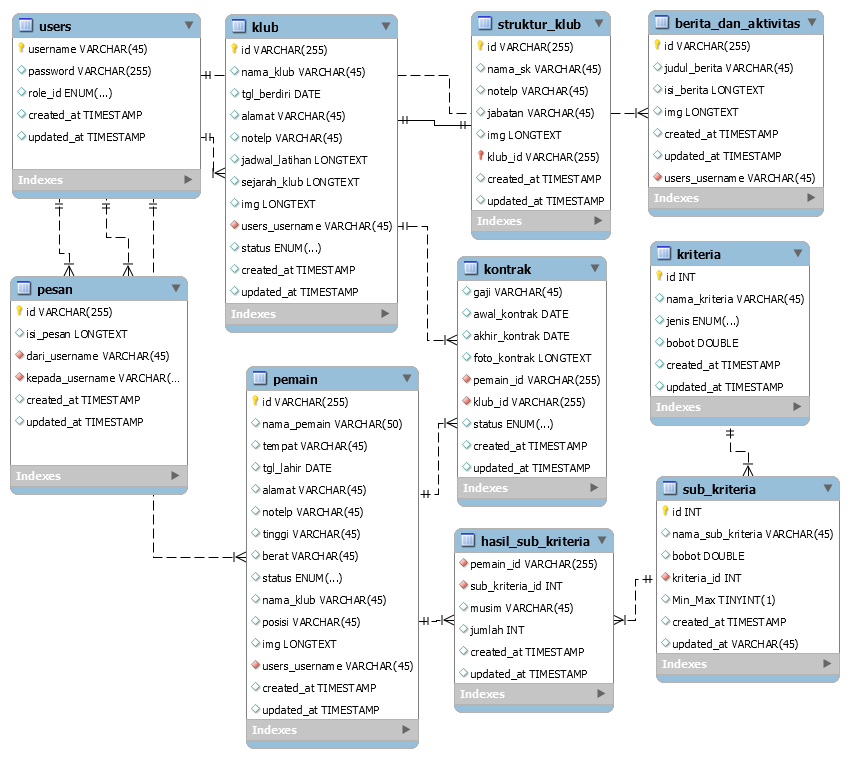 users
username VARCHAR(45)
password VARCHAR(255)
role_id ENUM(...)
created_at TIMESTAMP
updated_at TIMESTAMP
Indexes
klub
id VARCHAR(255)
nama_klub VARCHAR(45)
tgl_berdiri DATE
alamat VARCHAR(45)
notelp VARCHAR(45)
jadwal_latihan LONGTEXT
sejarah_klub LONGTEXT
img LONGTEXT
users_username VARCHAR(45)
status ENUM(...)
created_at TIMESTAMP
updated_at TIMESTAMP
Indexes
struktur_klub
id VARCHAR(255)
nama_sk VARCHAR(45)
notelp VARCHAR(45)
jabatan VARCHAR(45)
img LONGTEXT
klub_id VARCHAR(255)
created_at TIMESTAMP
updated_at TIMESTAMP
Indexes
berita_dan_aktivitas
id VARCHAR(255)
judul_berita VARCHAR(45)
isi_berita LONGTEXT
img LONGTEXT
created_at TIMESTAMP
updated_at TIMESTAMP
users_username VARCHAR(45)
Indexes
pesan
id VARCHAR(255)
isi_pesan LONGTEXT
dari_username VARCHAR(45)
kepada_username VARCHAR(...
created_at TIMESTAMP
updated_at TIMESTAMP
Indexes
kontrak
gaji VARCHAR(45)
awal_kontrak DATE
akhir_kontrak DATE
foto_kontrak LONGTEXT
pemain_id VARCHAR(255)
klub_id VARCHAR(255)
status ENUM(...)
created_at TIMESTAMP
updated_at TIMESTAMP
Indexes
kriteria
id INT
nama_kriteria VARCHAR(45)
jenis ENUM(...)
bobot DOUBLE
created_at TIMESTAMP
updated_at TIMESTAMP
Indexes
pemain
id VARCHAR(255)
nama_pemain VARCHAR(50)
tempat VARCHAR(45)
tgl_lahir DATE
alamat VARCHAR(45)
notelp VARCHAR(45)
tinggi VARCHAR(45)
berat VARCHAR(45)
status ENUM(...)
nama_klub VARCHAR(45)
posisi VARCHAR(45)
img LONGTEXT
users_username VARCHAR(45)
created_at TIMESTAMP
updated_at TIMESTAMP
Indexes
hasil_sub_kriteria
pemain_id VARCHAR(255)
sub_kriteria_id INT
musim VARCHAR(45)
jumlah INT
created_at TIMESTAMP
updated_at TIMESTAMP
Indexes
sub_kriteria
id INT
nama_sub_kriteria VARCHAR(45)
bobot DOUBLE
kriteria_id INT
Min_Max TINYINT(1)
created_at TIMESTAMP
updated_at VARCHAR(45)
Indexes